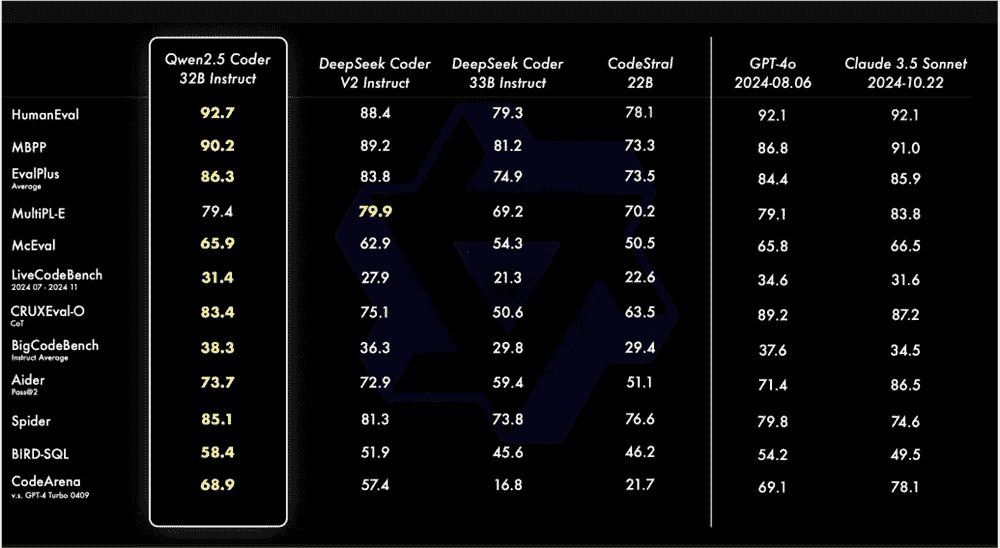 Qwen2.5 Coder
32B Instruct
DeepSeek Coder
V2 Instruct
DeepSeek Coder
33B Instruct
CodeStral
22B
GPT-4o
2024-08.06
Claude 3.5 Sonnet
2024-10.22
HumanEval 92.7 88.4 79.3 78.1 92.1 92.1
MBPP 90.2 89.2 81.2 73.3 86.8 91.0
EvalPlus 86.3 83.8 74.9 73.5 84.4 85.9
Average
MultiPL-E 79.4 79.9 69.2 70.2 79.1 83.8
McEval 65.9 62.9 54.3 50.5 65.8 66.5
LiveCodeBench 31.4 27.9 21.3 22.6 34.6 31.6
2024 07 - 2024 11
CRUXEval-O 83.4 75.1 50.6 63.5 89.2 87.2
CoT
BigCodeBench 38.3 36.3 29.8 29.4 37.6 34.5
Instruct Average
Aider 73.7 72.9 59.4 51.1 71.4 86.5
Pass@2
Spider 85.1 81.3 73.8 76.6 79.8 74.6
BIRD-SQL 58.4 51.9 45.6 46.2 54.2 49.5
CodeArena 68.9 57.4 16.8 21.7 69.1 78.1
v.s. GPT-4 Turbo 0409